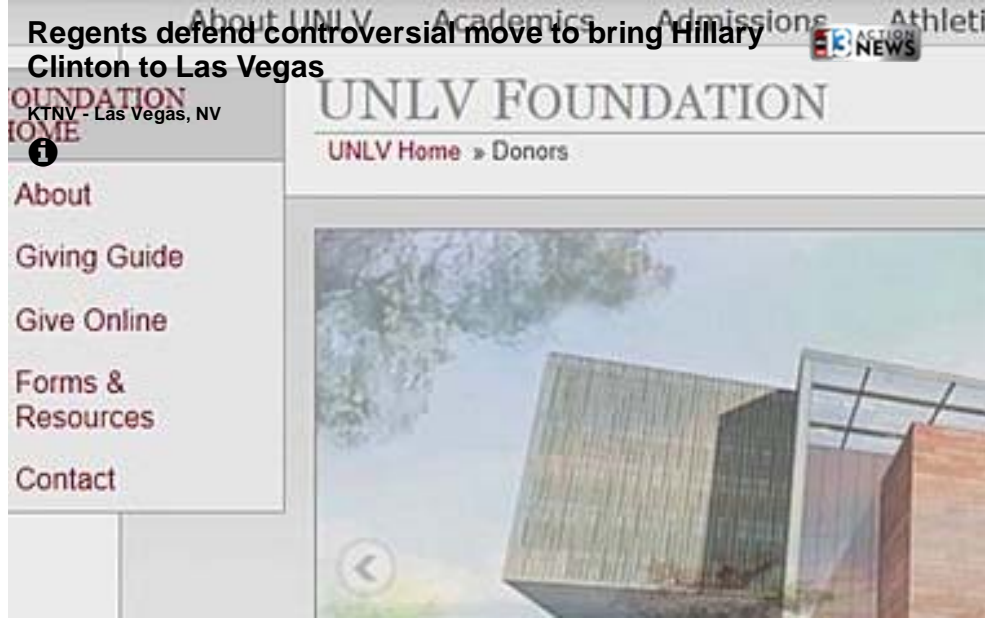 About UNLV Academics Admissions Athleti
Regents defend controversial move to bring Hillary
Clinton to Las Vegas
13 ACTION
NEWS
OUNDATION
HOME
KTNV - Las Vegas, NV
i
UNLV FOUNDATION
UNLV Home » Donors
About
Giving Guide
Give Online
Forms &
Resources
Contact